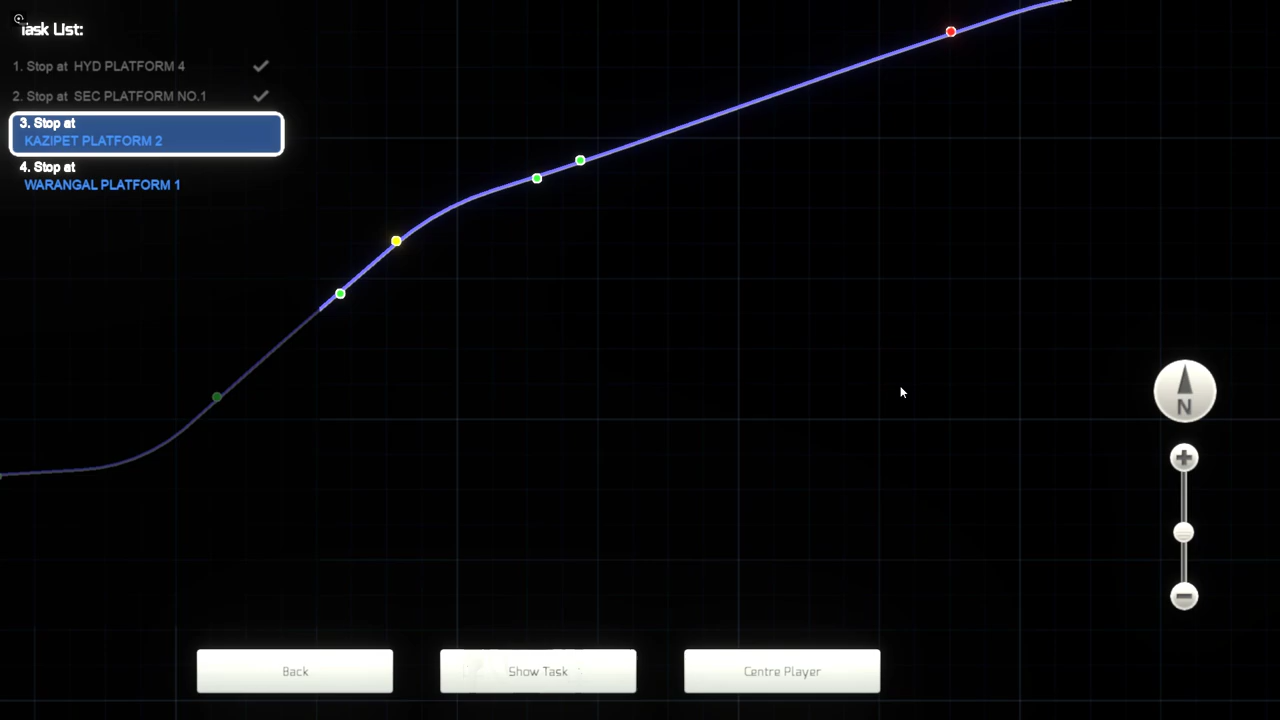 Task List:
1. Stop at HYD PLATFORM 4
2. Stop at SEC PLATFORM NO.1
3. Stop at
KAZIPET PLATFORM 2
4. Stop at
WARANGAL PLATFORM 1
N
Back
Show Task
Centre Player